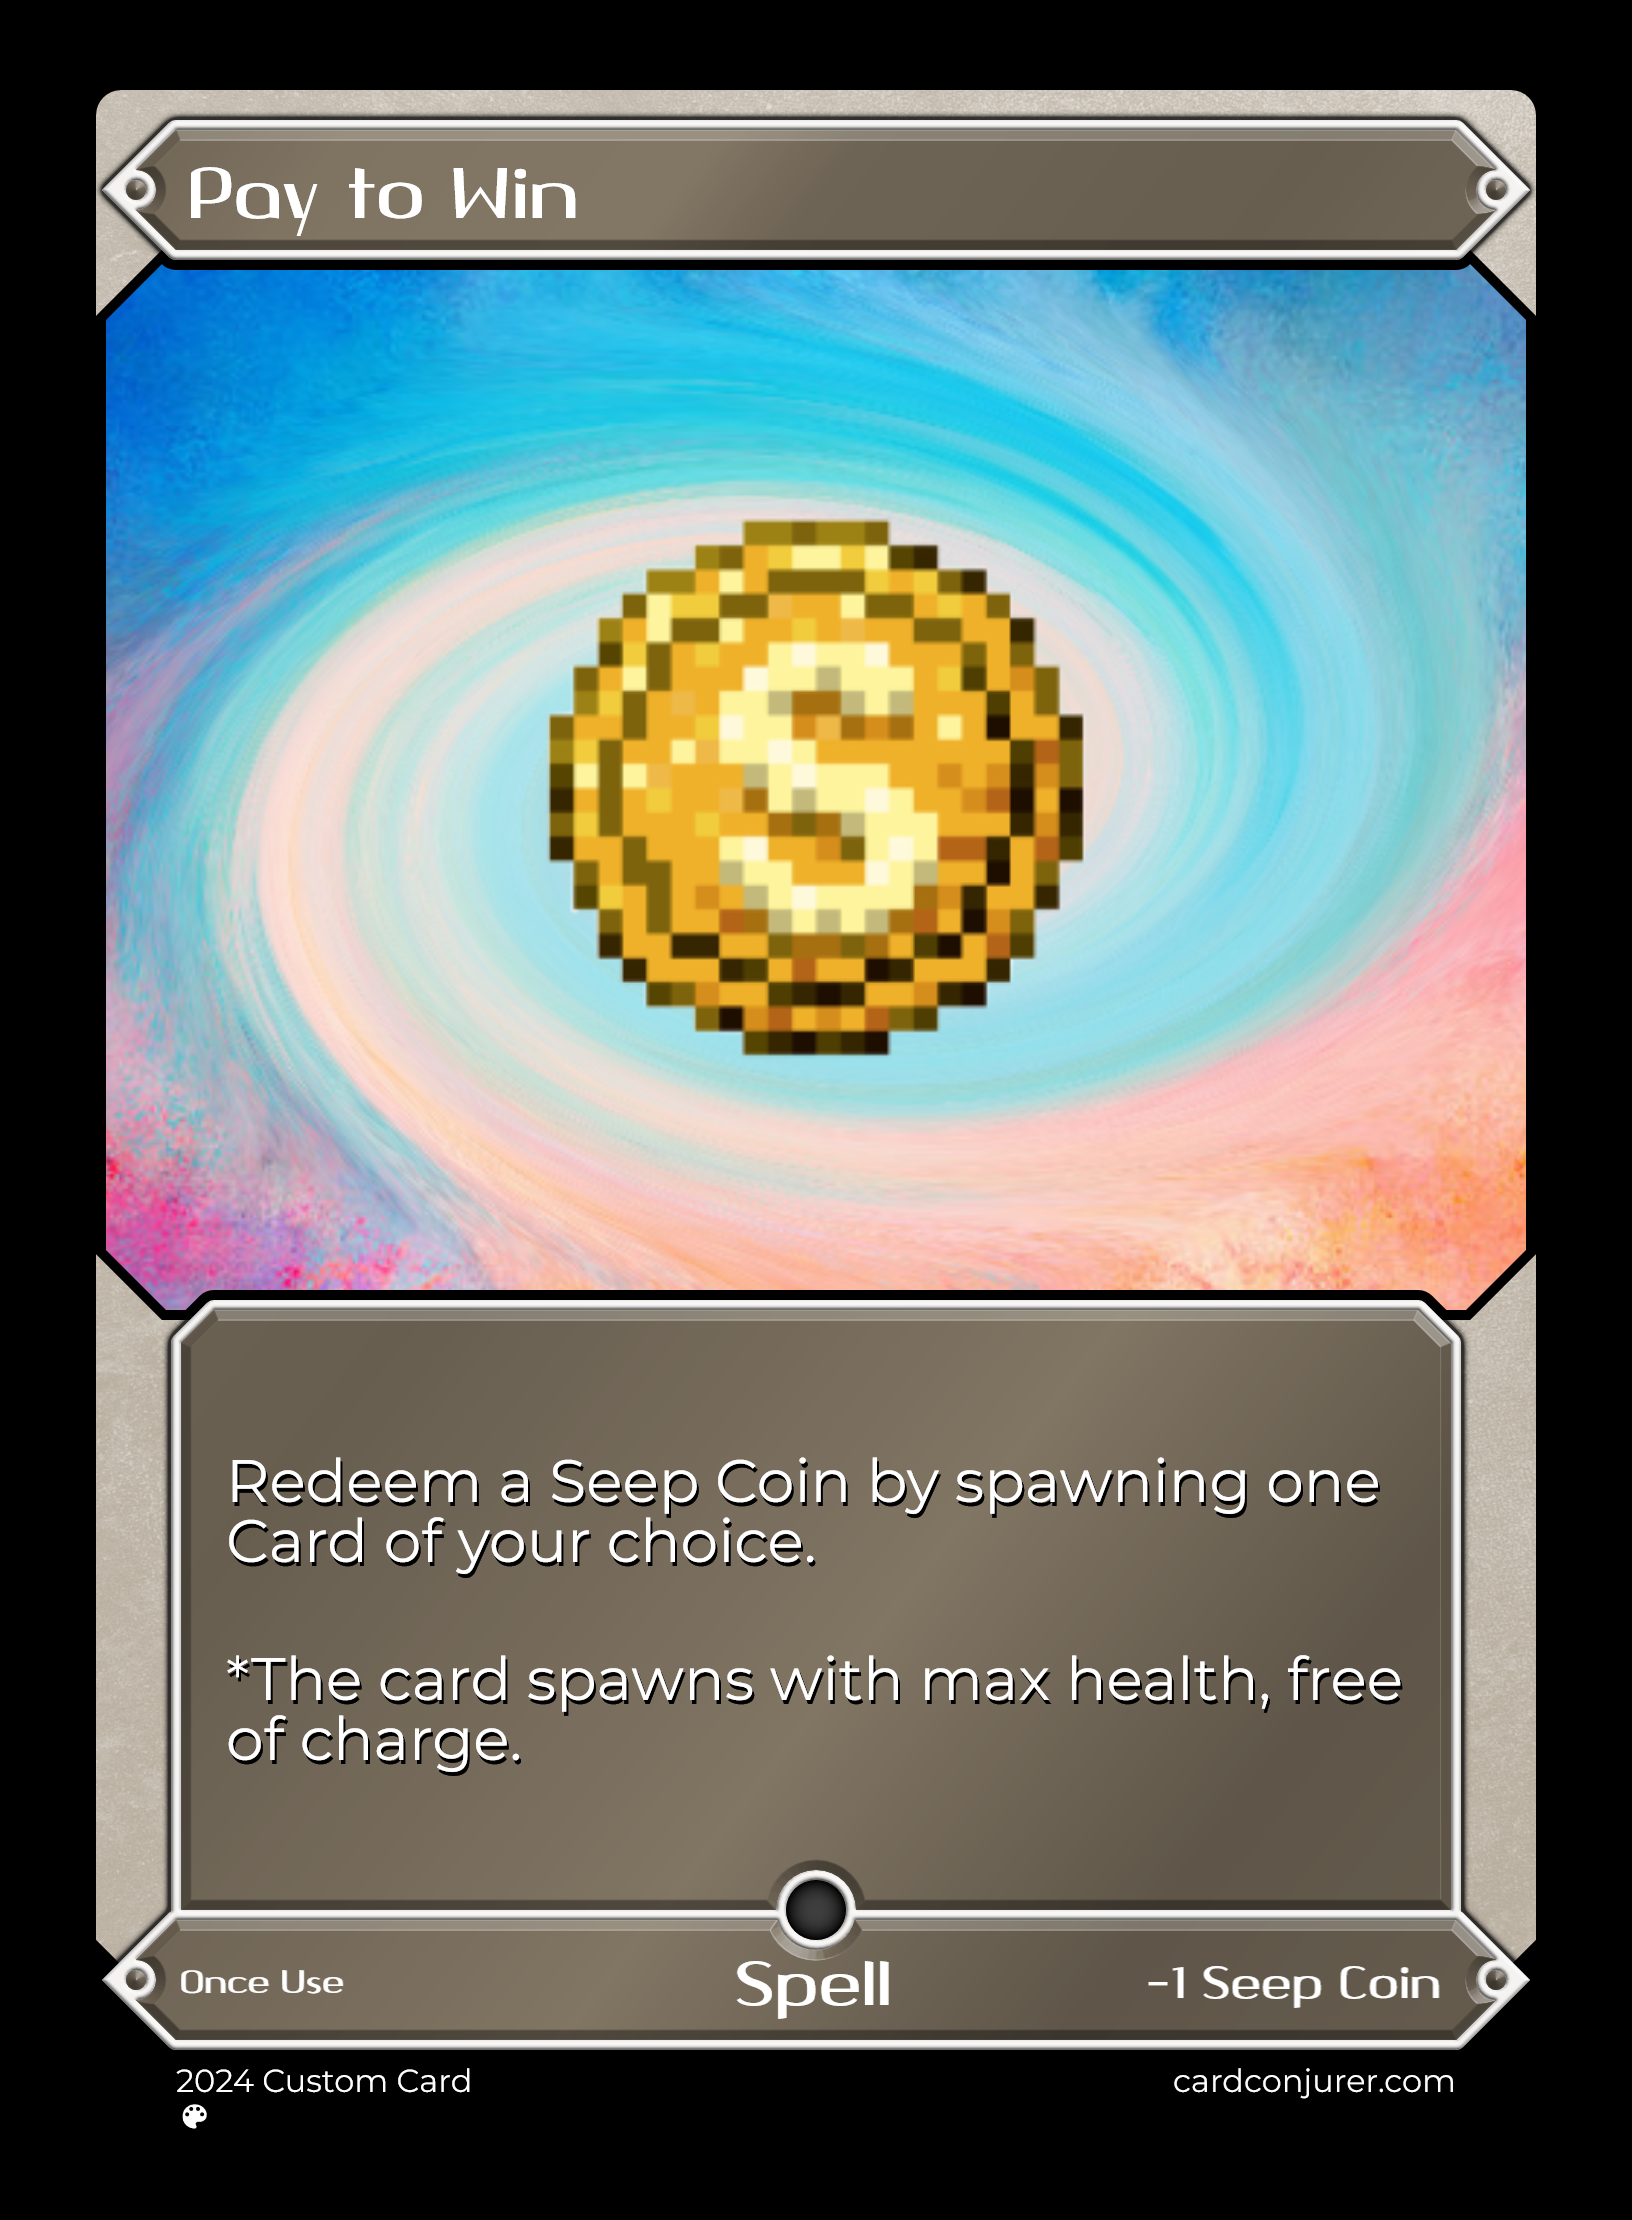 Pay to Win
S
Redeem a Seep Coin by spawning one
Card of your choice.
*The card spawns with max health, free
of charge.
Once Use
Spell
-1 Seep Coin
2024 Custom Card
cardconjurer.com